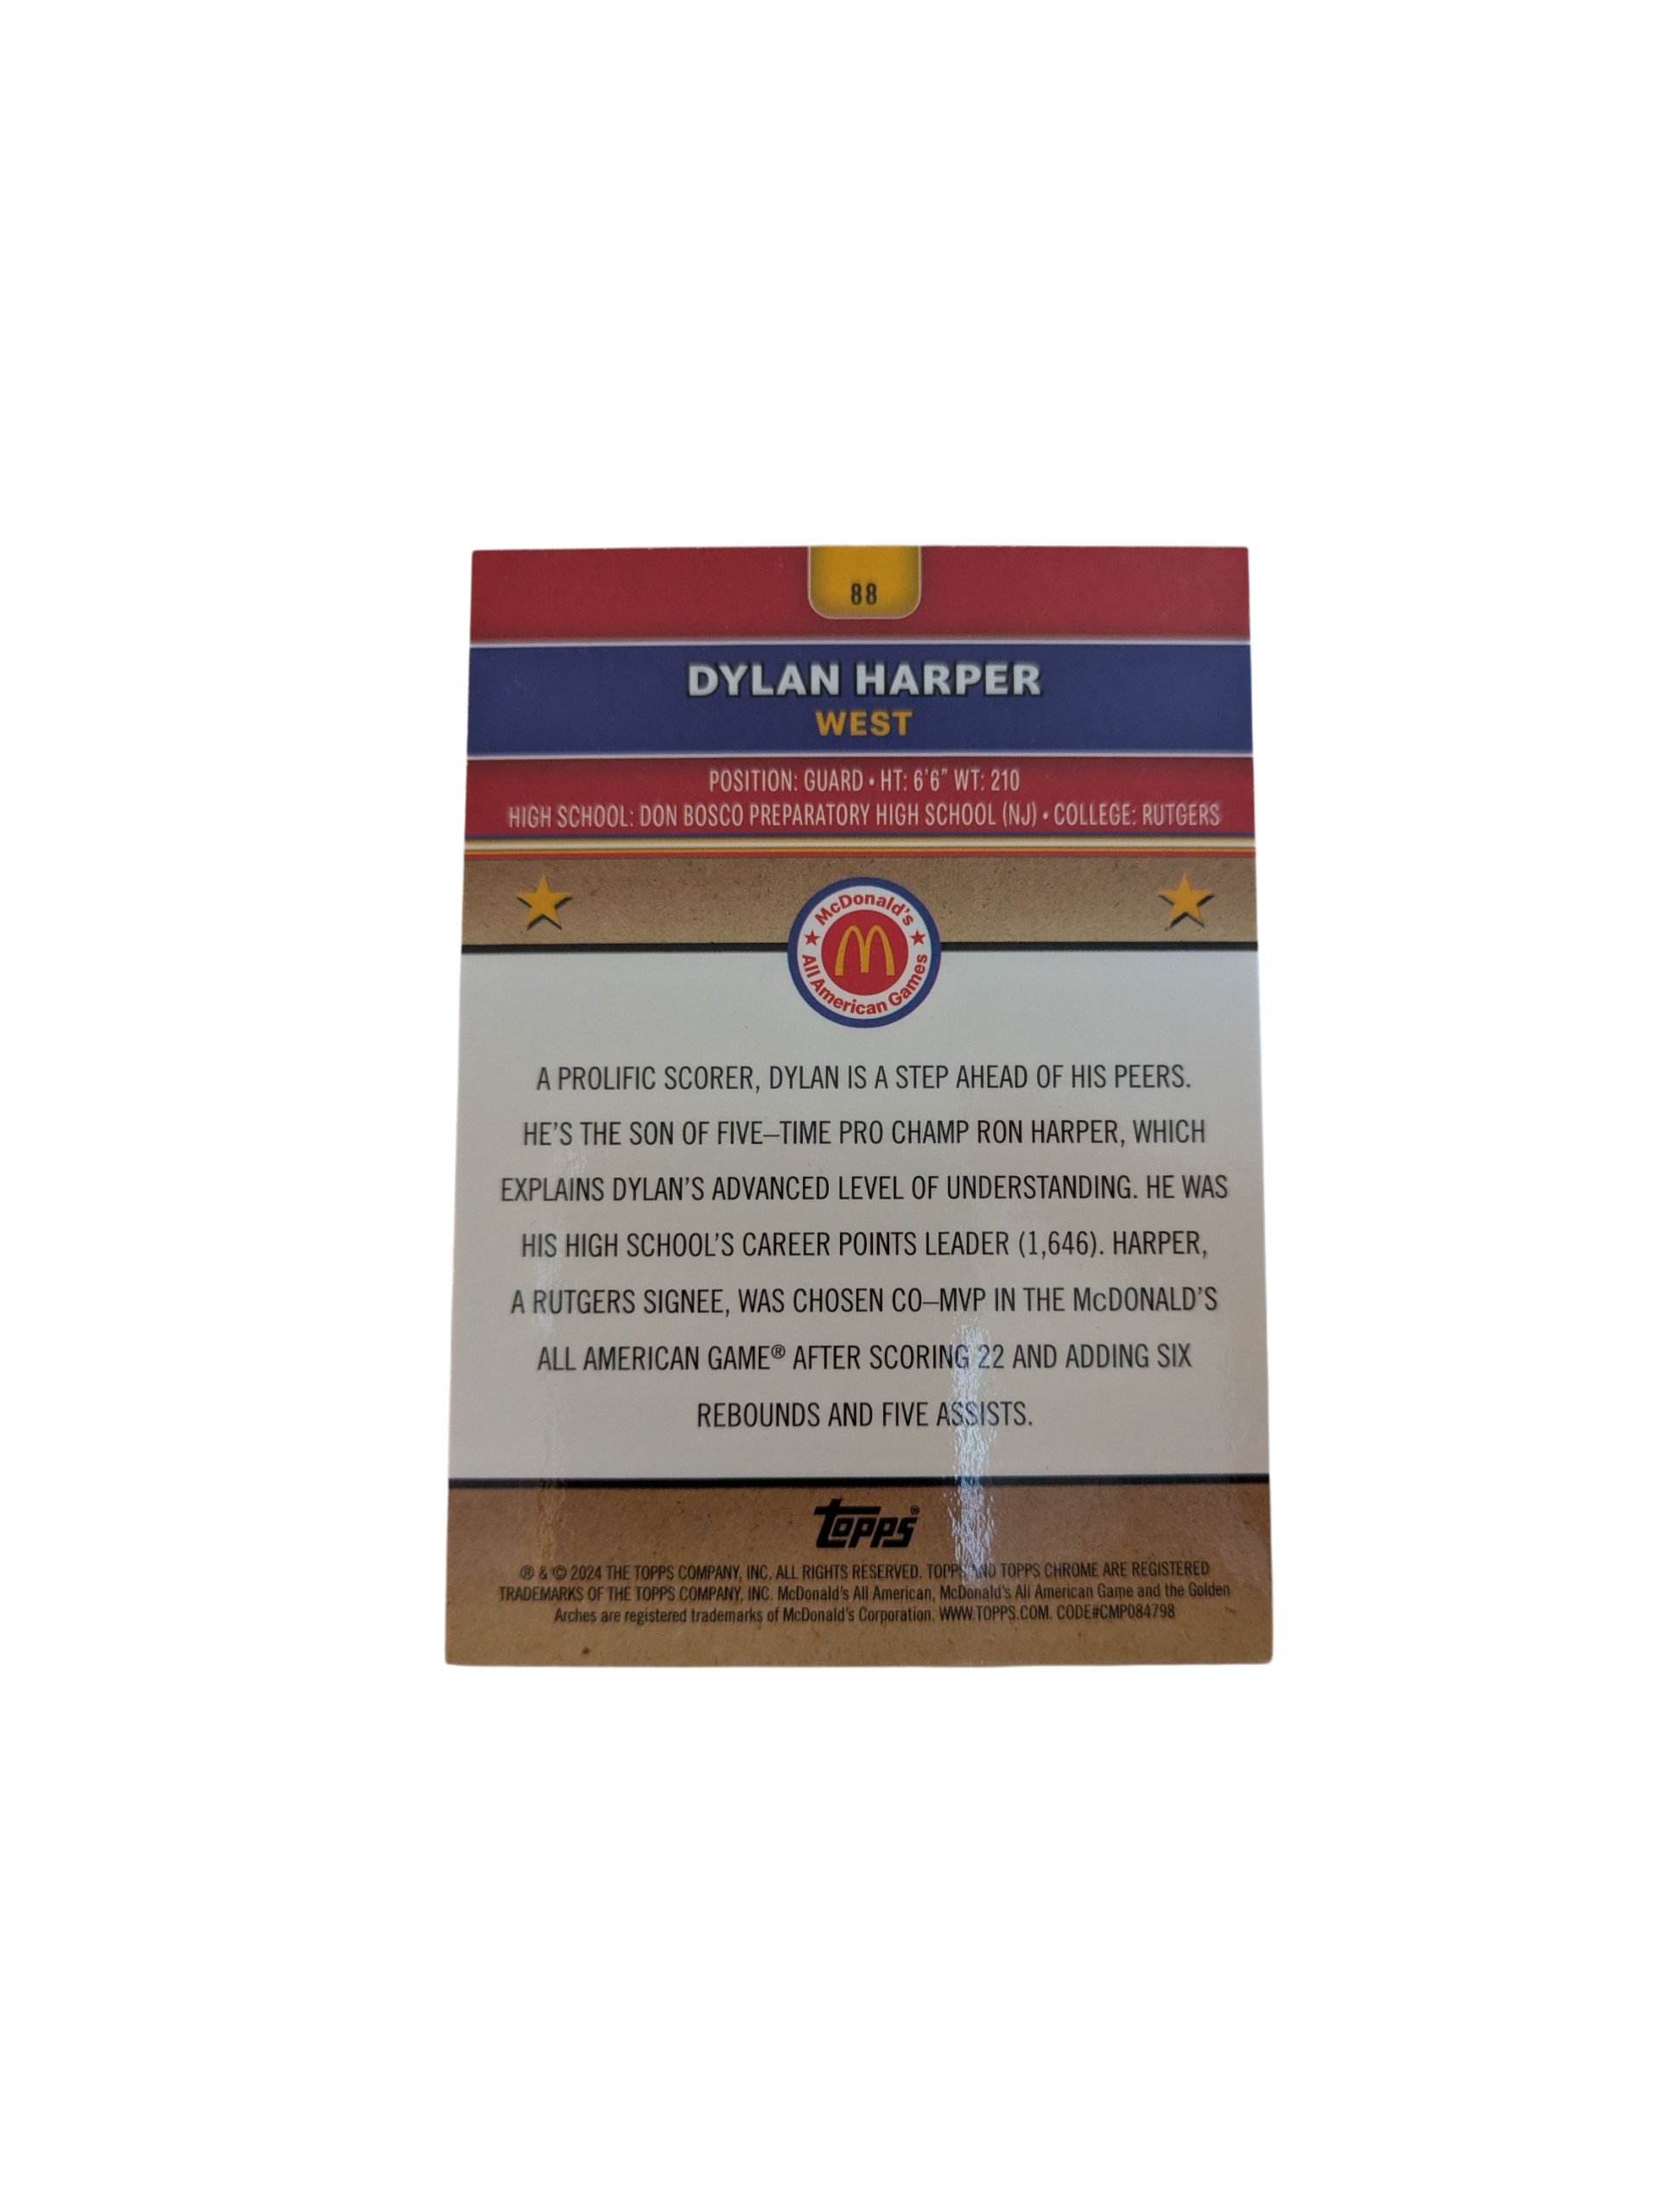 88
DYLAN HARPER
WEST
POSITION: GUARD • HT: 6'6" WT: 210
HIGH SCHOOL: DON BOSCO PREPARATORY HIGH SCHOOL (NJ) • COLLEGE: RUTGERS
McDonald's
All American Games
A PROLIFIC SCORER, DYLAN IS A STEP AHEAD OF HIS PEERS.
HE'S THE SON OF FIVE–TIME PRO CHAMP RON HARPER, WHICH
EXPLAINS DYLAN'S ADVANCED LEVEL OF UNDERSTANDING. HE WAS
HIS HIGH SCHOOL'S CAREER POINTS LEADER (1,646). HARPER,
A RUTGERS SIGNEE, WAS CHOSEN CO–MVP IN THE McDONALD'S
ALL AMERICAN GAME® AFTER SCORING 22 AND ADDING SIX
REBOUNDS AND FIVE ASSISTS.
topps®
® & © 2024 THE TOPPS COMPANY, INC. ALL RIGHTS RESERVED. TOPPS AND TOPPS CHROME ARE REGISTERED
TRADEMARKS OF THE TOPPS COMPANY, INC. McDonald's All American, McDonald's All American Game and the Golden
Arches are registered trademarks of McDonald's Corporation. WWW.TOPPS.COM. CODE#CMP084798